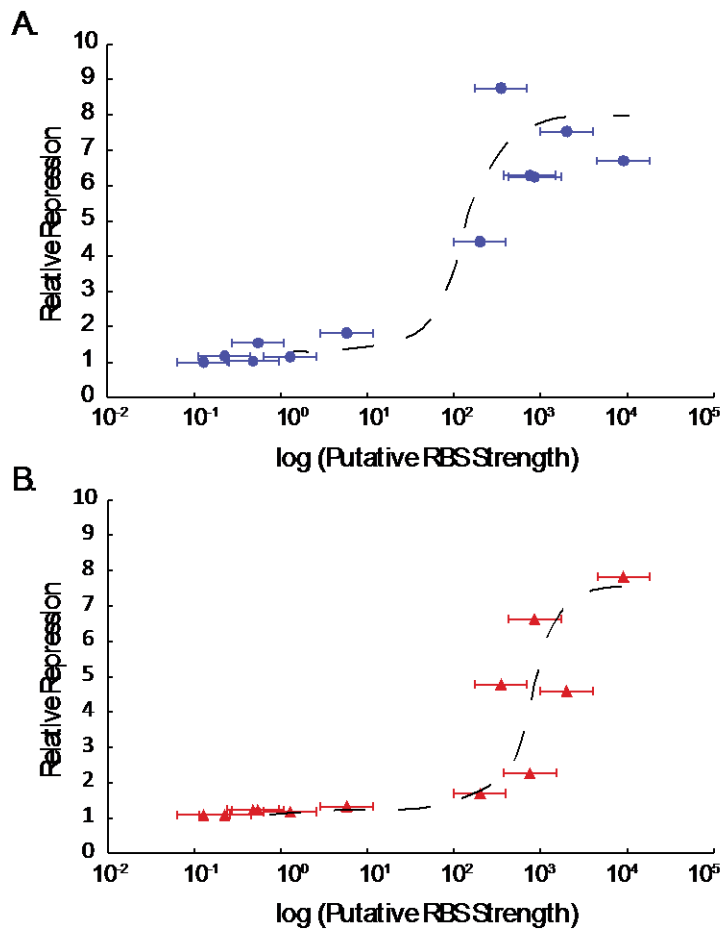 A.
10
9
8
7
6
5
4
3
2
1
0
Relative Repression
10⁻² 10⁻¹ 10⁰ 10¹ 10² 10³ 10⁴ 10⁵
log (Putative RBS Strength)
B.
10
9
8
7
6
5
4
3
2
1
0
Relative Repression
10⁻² 10⁻¹ 10⁰ 10¹ 10² 10³ 10⁴ 10⁵
log (Putative RBS Strength)